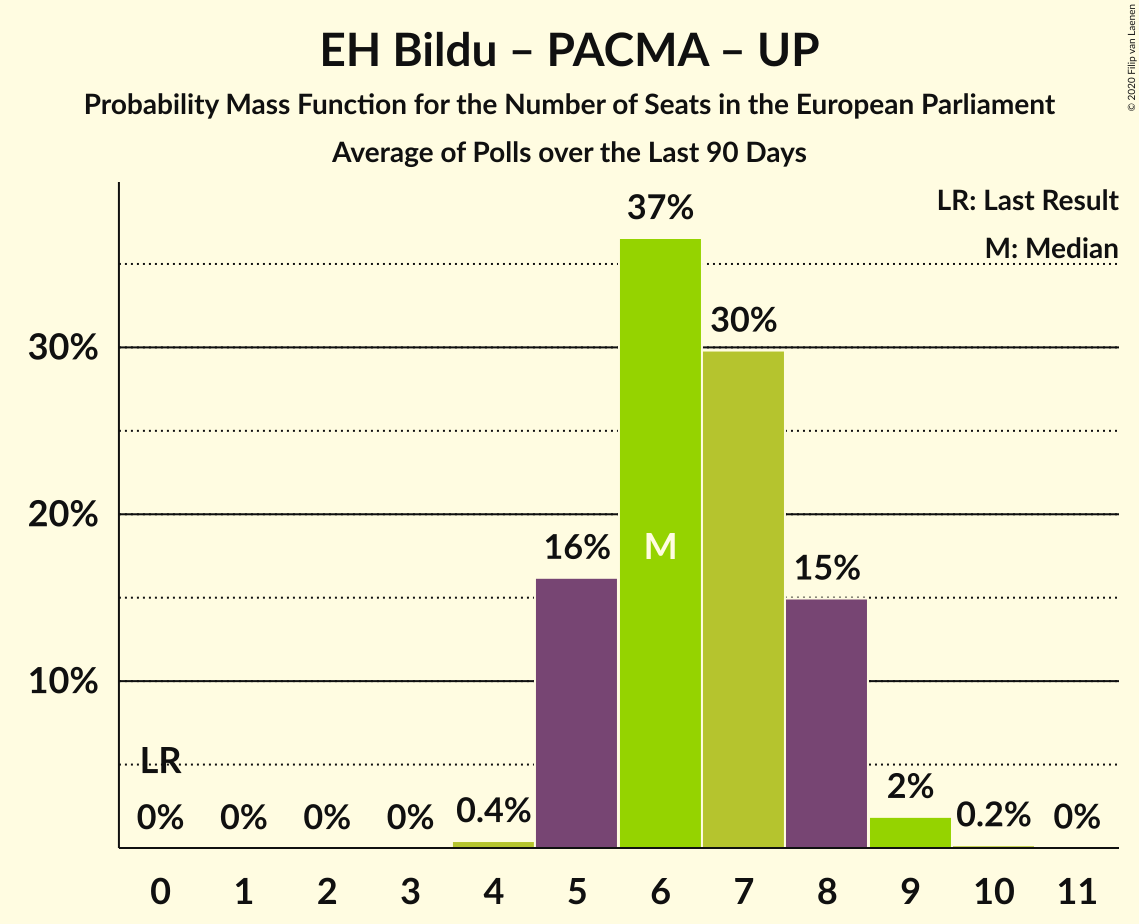 EH Bildu – PACMA – UP
Probability Mass Function for the Number of Seats in the European Parliament
Average of Polls over the Last 90 Days
© 2020 Filip van Laenen
LR: Last Result
M: Median
37%
30%
30%
20%
16%
M
15%
10%
LR
0%
0%
0%
0%
0.4%
2%
0.2%
0%
0 1 2 3 4 5 6 7 8 9 10 11